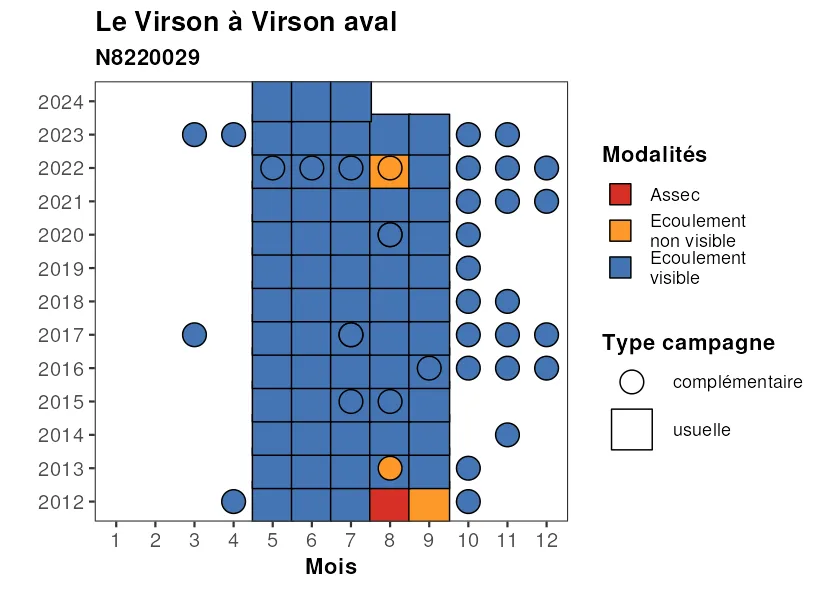 Le Virson à Virson aval
N8220029
2024
2023
2022
2021
2020
2019
2018
2017
2016
2015
2014
2013
2012
1 2 3 4 5 6 7 8 9 10 11 12
Mois
Modalités
Assec
Ecoulement
non visible
Ecoulement
visible
Type campagne
complémentaire
usuelle